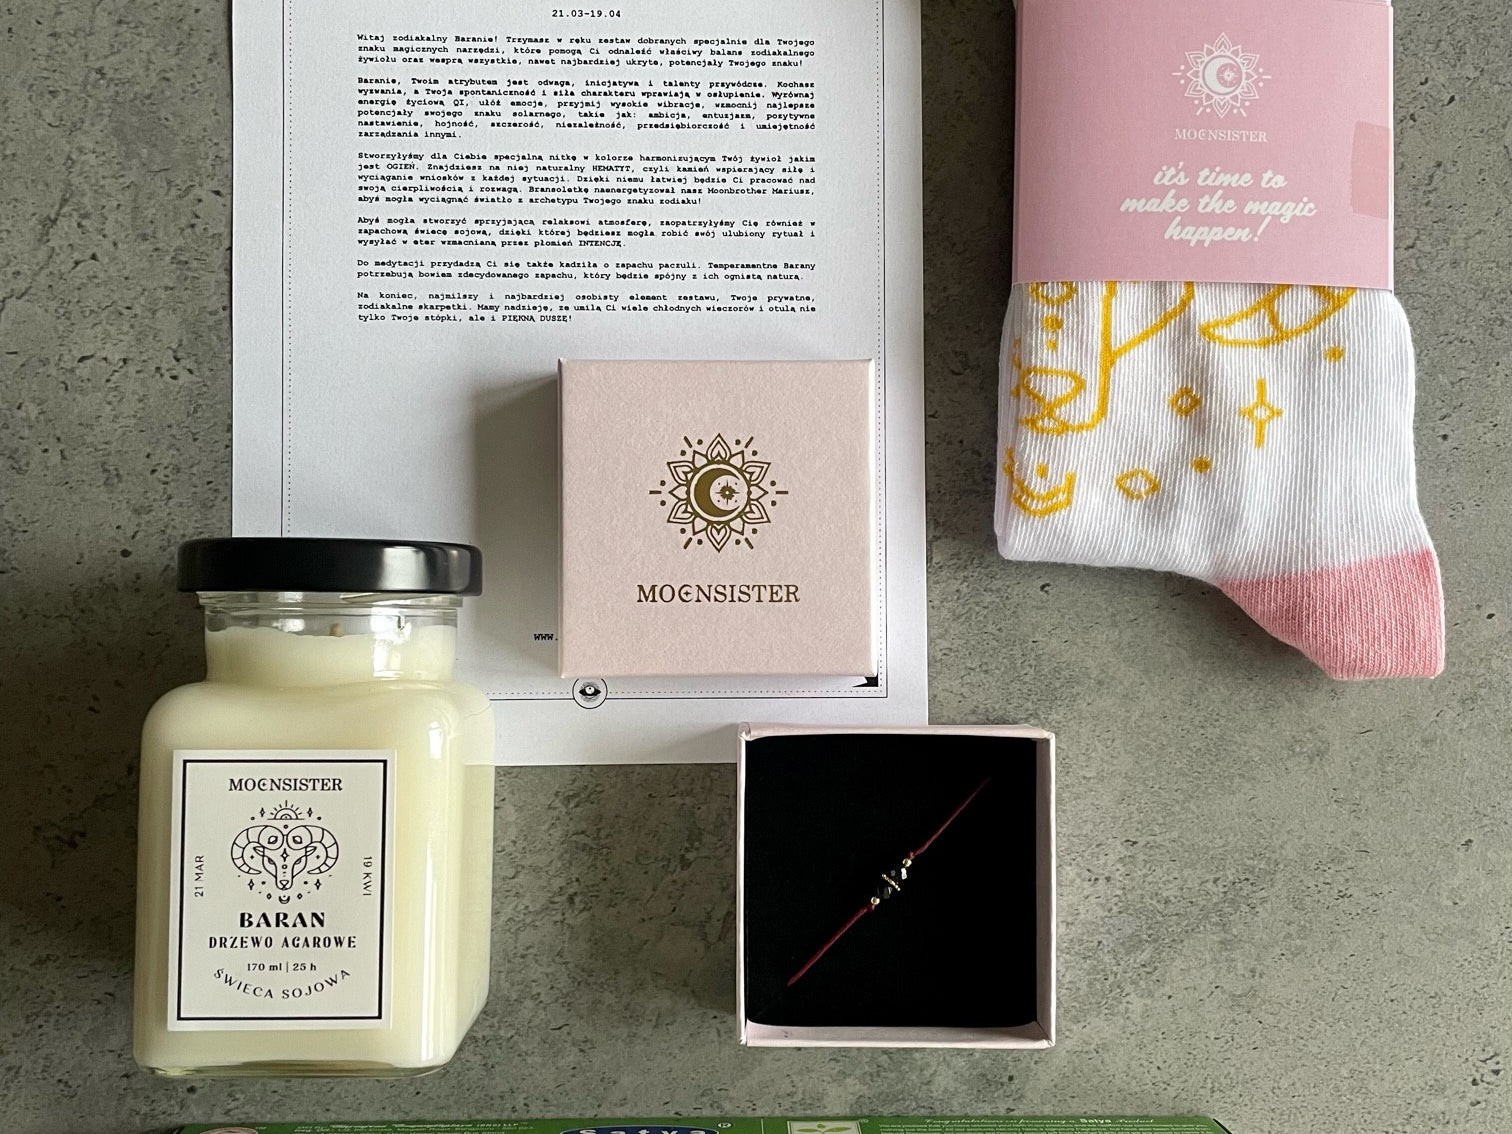 21.03-19.04
Witaj zodiakalny Baranie! Trzymasz w ręku zestaw dobranych specjalnie dla Twojego
znaku magicznych narzędzi, które pomogą Ci odnaleźć właściwy balans zodiakalnego
żywiołu oraz wesprą wszystkie, nawet najbardziej ukryte, potencjały Twojego znaku!
Baranie, Twoim atrybutem jest odwaga, inicjatywa i talenty przywódcze. Kochasz
wyzwania, a Twoja spontaniczność i siła charakteru wprawiają w osłupienie. Wyrównaj
energię życiową QI, ułóż emocje, przyjmij wysokie wibracje, wzmocnij najlepsze
potencjały swojego znaku solarnego, takie jak: ambicja, entuzjazm, pozytywne
nastawienie, hojność, szczerość, niezależność, przedsiębiorczość i umiejętność
zarządzania innymi.
Stworzyłyśmy dla Ciebie specjalną nitkę w kolorze harmonizującym Twój żywioł jakim
jest OGIEŃ. Znajdziesz na niej naturalny HEMATYT, czyli kamień wspierający siłę i
wyciąganie wniosków z każdej sytuacji. Dzięki niemu łatwiej będzie Ci pracować nad
swoją cierpliwością i rozwagą. Bransoletkę naenergetyzował nasz Moonbrother Mariusz,
abyś mogła wyciągnąć światło z archetypu Twojego znaku zodiaku!
Abyś mogła stworzyć sprzyjającą relaksowi atmosferę, zaopatrzyłyśmy Cię również w
zapachową świecę sojową, dzięki której będziesz mogła robić swój ulubiony rytuał i
wysyłać w eter wzmacnianą przez płomień INTENCJĘ.
Do medytacji przydadzą Ci się także kadziła o zapachu paczuli. Temperamentne Barany
potrzebują bowiem zdecydowanego zapachu, który będzie spójny z ich ognistą naturą.
Na koniec, najmilszy i najbardziej osobisty element zestawu, Twoje prywatne,
zodiakalne skarpetki. Mamy nadzieję, ze umilą Ci wiele chłodnych wieczorów i otulą nie
tylko Twoje stópki, ale i PIĘKNĄ DUSZĘ!
www.
MOONSISTER
it's time to
make the magic
happen!
MOONSISTER
MOONSISTER
21 MAR
19 KWI
BARAN
DRZEWO AGAROWE
170 ml | 25 h
ŚWIECA SOJOWA
Satya